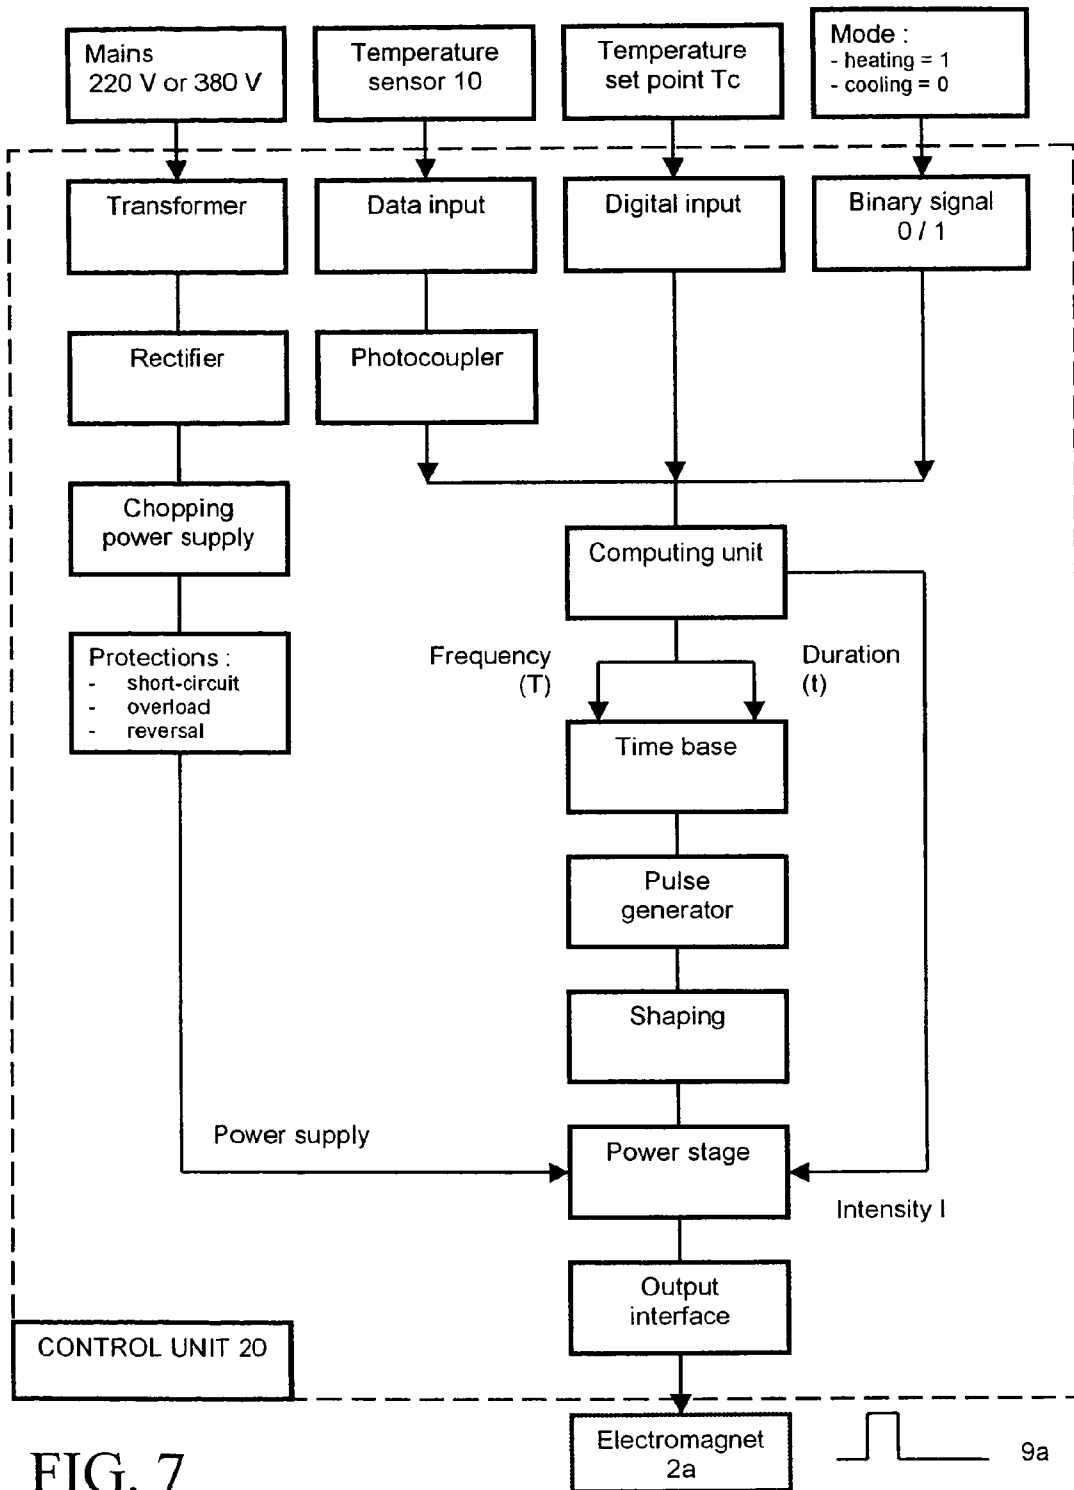 Mains
220 V or 380 V
Temperature
sensor 10
Temperature
set point Tc
Mode :
- heating = 1
- cooling = 0
Transformer
Data input
Digital input
Binary signal
0 / 1
Rectifier
Photocoupler
Chopping
power supply
Computing unit
Protections :
- short-circuit
- overload
- reversal
Frequency
(T)
Duration
(t)
Time base
Pulse
generator
Shaping
Power supply
Power stage
Intensity I
Output
interface
CONTROL UNIT 20
Electromagnet
2a
9a
FIG. 7